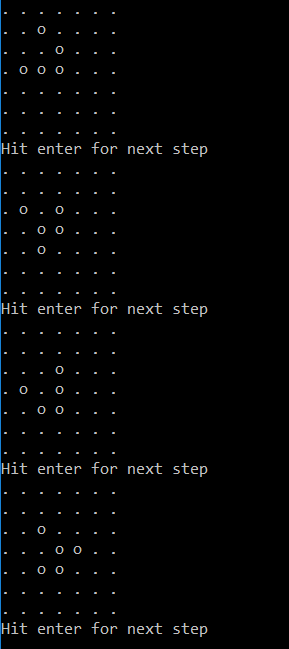 . . . . . . .
. . o . . . .
. . . o . . .
. o o o . . .
. . . . . . .
. . . . . . .
. . . . . . .
Hit enter for next step
. . . . . . .
. . . . . . .
. o . o . . .
. . o o . . .
. . o . . . .
. . . . . . .
. . . . . . .
Hit enter for next step
. . . . . . .
. . . . . . .
. . . o . . .
. o . o . . .
. . o o . . .
. . . . . . .
. . . . . . .
Hit enter for next step
. . . . . . .
. . . . . . .
. . o . . . .
. . . o o . .
. . o o . . .
. . . . . . .
. . . . . . .
Hit enter for next step